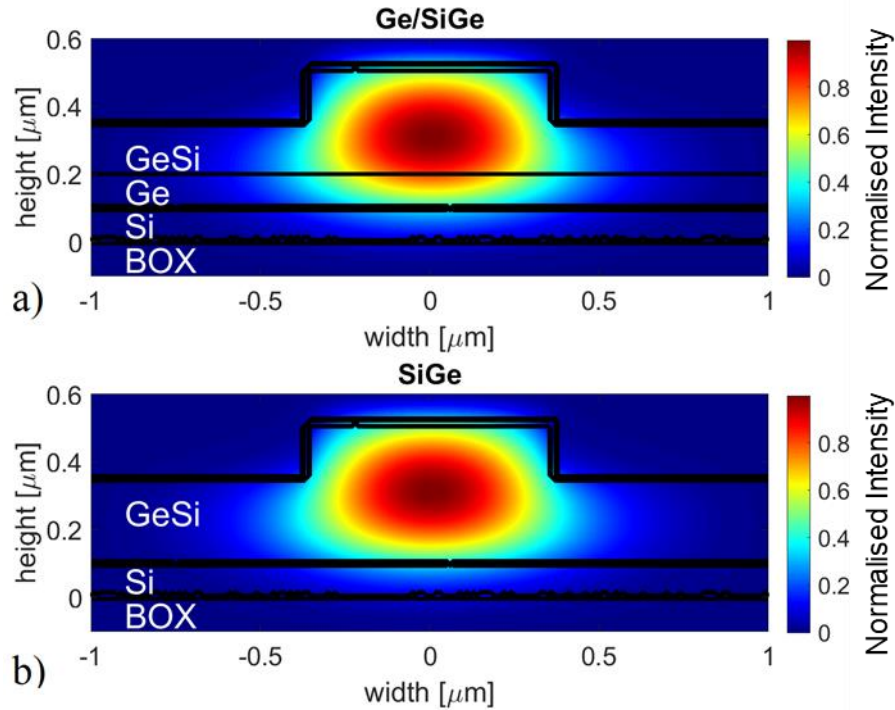 Ge/SiGe
0.6
0.4
0.2
0
height [μm]
GeSi
Ge
Si
BOX
-1 -0.5 0 0.5 1
width [μm]
0.8
0.6
0.4
0.2
0
Normalised Intensity
a)
SiGe
0.6
0.4
0.2
0
height [μm]
GeSi
Si
BOX
-1 -0.5 0 0.5 1
width [μm]
0.8
0.6
0.4
0.2
0
Normalised Intensity
b)